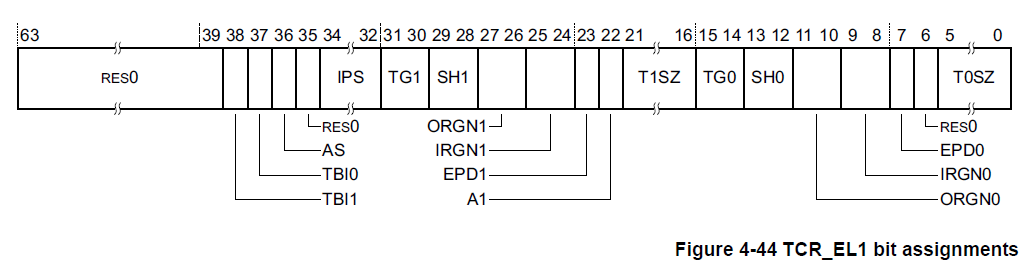 63 39 38 37 36 35 34 32 31 30 29 28 27 26 25 24 23 22 21 16 15 14 13 12 11 10 9 8 7 6 5 0
RES0 IPS TG1 SH1 T1SZ TG0 SH0 T0SZ
RES0 ORGN1 RES0
AS IRGN1 EPD0
TBI0 EPD1 IRGN0
TBI1 A1 ORGN0
Figure 4-44 TCR_EL1 bit assignments